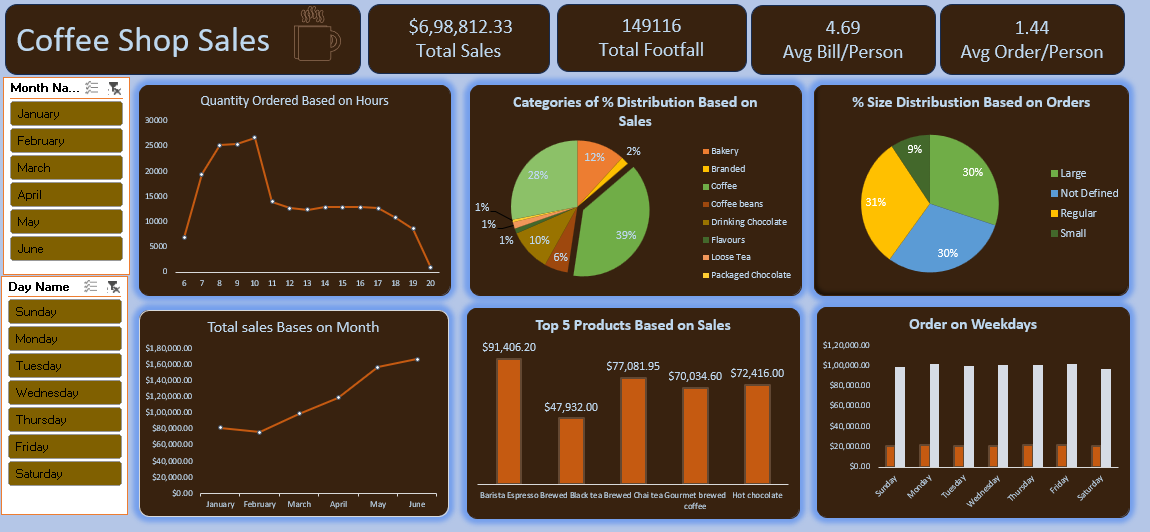 Coffee Shop Sales
$6,98,812.33
Total Sales
149116
Total Footfall
4.69
Avg Bill/Person
1.44
Avg Order/Person
Month Na...
January
February
March
April
May
June
Day Name
Sunday
Monday
Tuesday
Wednesday
Thursday
Friday
Saturday
Quantity Ordered Based on Hours
30000
25000
20000
15000
10000
5000
0
6 7 8 9 10 11 12 13 14 15 16 17 18 19 20
Categories of % Distribution Based on
Sales
12%
2%
39%
6%
10%
1%
1%
1%
28%
Bakery
Branded
Coffee
Coffee beans
Drinking Chocolate
Flavours
Loose Tea
Packaged Chocolate
% Size Distribustion Based on Orders
30%
30%
31%
9%
Large
Not Defined
Regular
Small
Total sales Bases on Month
$1,80,000.00
$1,60,000.00
$1,40,000.00
$1,20,000.00
$1,00,000.00
$80,000.00
$60,000.00
$40,000.00
$20,000.00
$0.00
January February March April May June
Top 5 Products Based on Sales
$91,406.20
$47,932.00
$77,081.95
$70,034.60
$72,416.00
Barista Espresso Brewed Black tea Brewed Chai tea Gourmet brewed Hot chocolate
coffee
Order on Weekdays
$1,20,000.00
$1,00,000.00
$80,000.00
$60,000.00
$40,000.00
$20,000.00
$0.00
Sunday Monday Tuesday Wednesday Thursday Friday Saturday